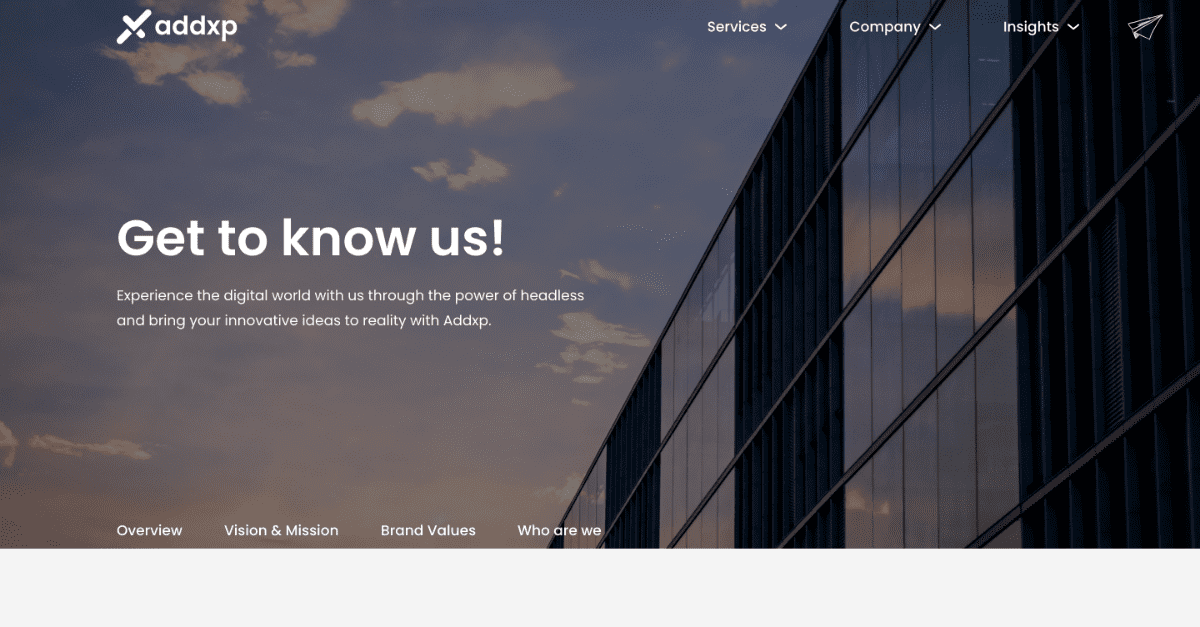 addxp
Services
Company
Insights
Get to know us!
Experience the digital world with us through the power of headless
and bring your innovative ideas to reality with Addxp.
Overview
Vision & Mission
Brand Values
Who are we